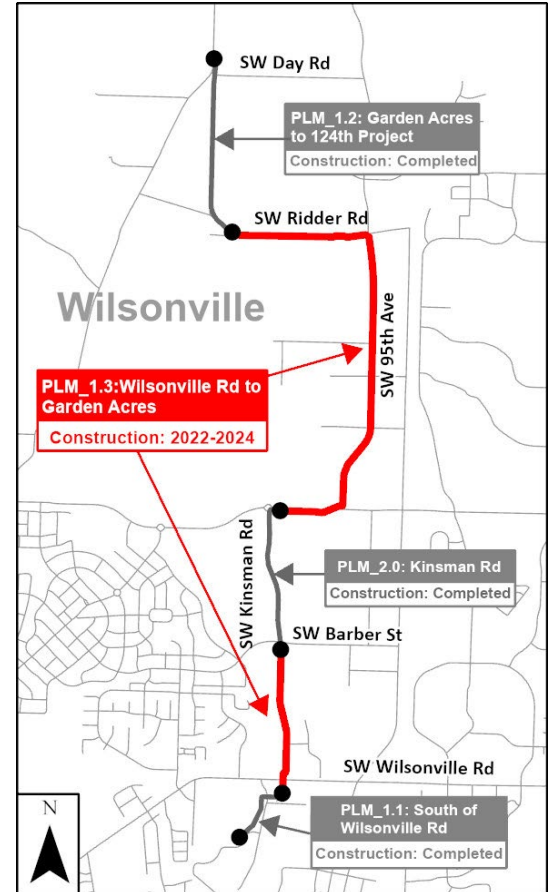 SW Day Rd
PLM_1.2: Garden Acres
to 124th Project
Construction: Completed
SW Ridder Rd
Wilsonville
SW 95th Ave
PLM_1.3:Wilsonville Rd to
Garden Acres
Construction: 2022-2024
SW Kinsman Rd
PLM_2.0: Kinsman Rd
Construction: Completed
SW Barber St
SW Wilsonville Rd
N
PLM_1.1: South of
Wilsonville Rd
Construction: Completed